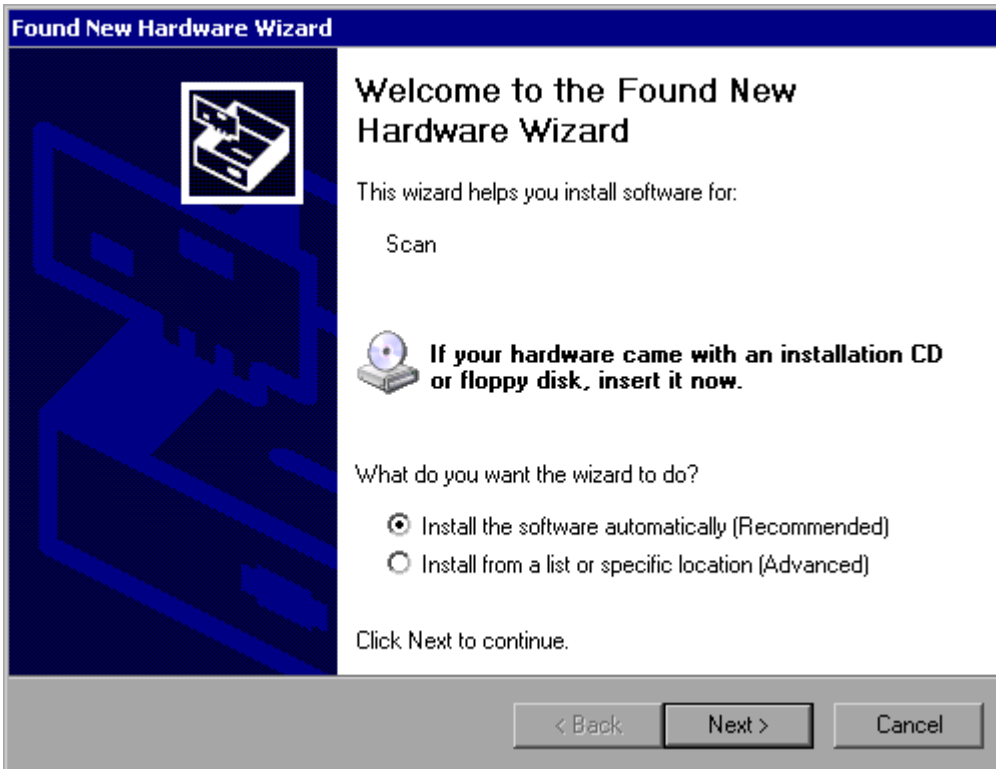 Found New Hardware Wizard
Welcome to the Found New
Hardware Wizard
This wizard helps you install software for:
Scan
If your hardware came with an installation CD
or floppy disk, insert it now.
What do you want the wizard to do?
Install the software automatically (Recommended)
Install from a list or specific location (Advanced)
Click Next to continue.
< Back
Next >
Cancel